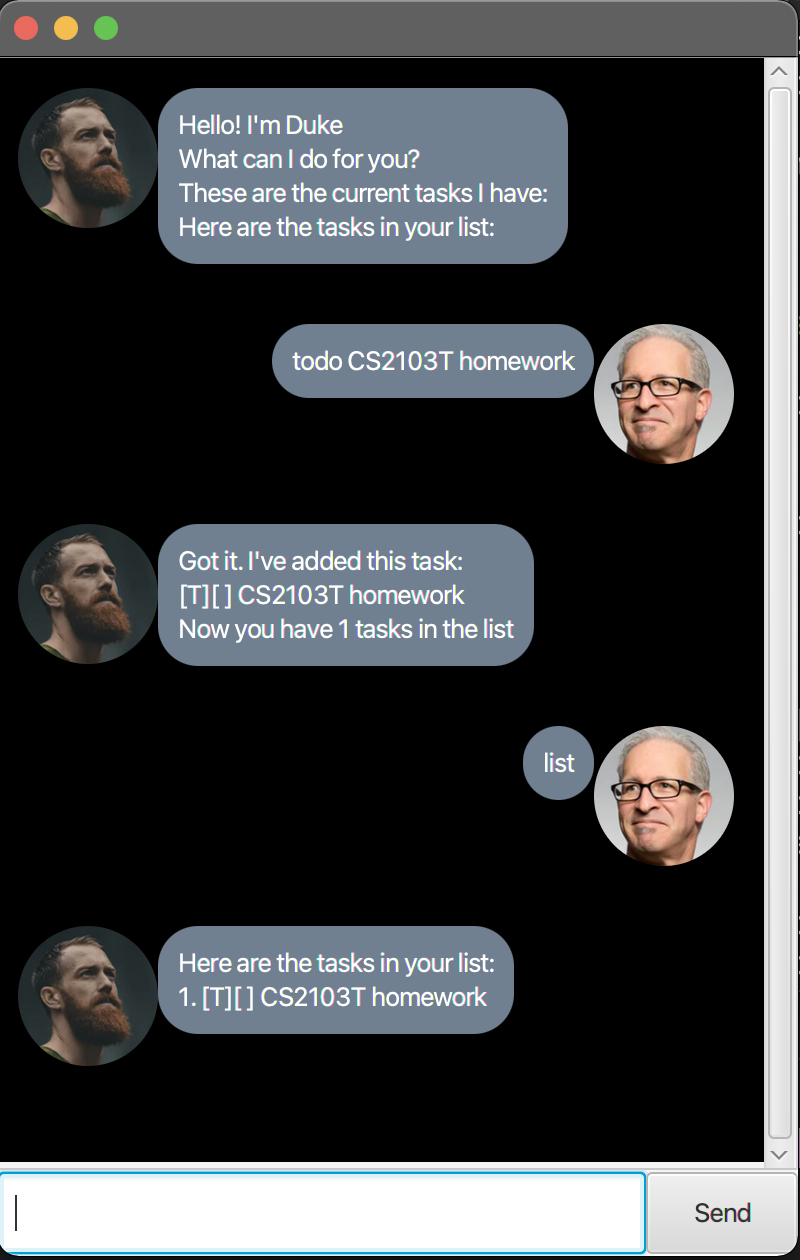 Hello! I'm Duke
What can I do for you?
These are the current tasks I have:
Here are the tasks in your list:
todo CS2103T homework
Got it. I've added this task:
[T][ ] CS2103T homework
Now you have 1 tasks in the list
list
Here are the tasks in your list:
1. [T][ ] CS2103T homework
Send